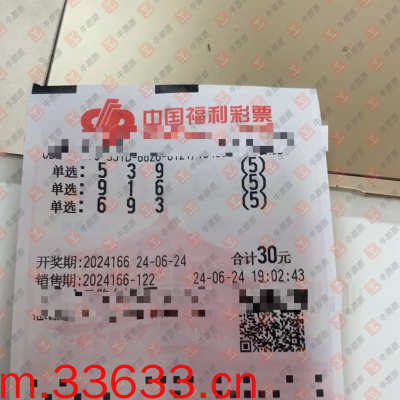 中国福利彩票
单选:5 3 9 (5)
单选:9 1 6 (5)
单选:6 9 3 (5)
开奖期:2024166 24-06-24 合计30元
销售期:2024166-122 24-06-24 19:02:43
m.33633.cn